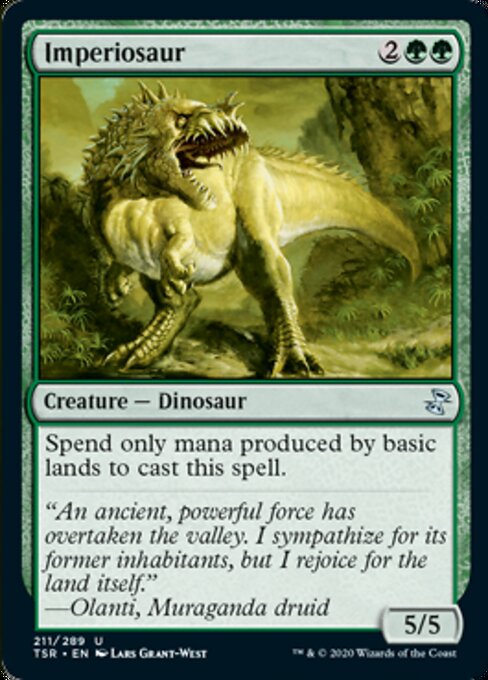 Imperiosaur 2
Creature — Dinosaur
Spend only mana produced by basic
lands to cast this spell.
“An ancient, powerful force has
overtaken the valley. I sympathize for its
former inhabitants, but I rejoice for the
land itself.”
—Olanti, Muraganda druid
5/5
211/289 U
TSR • EN Lars Grant-West
™ & © 2020 Wizards of the Coast